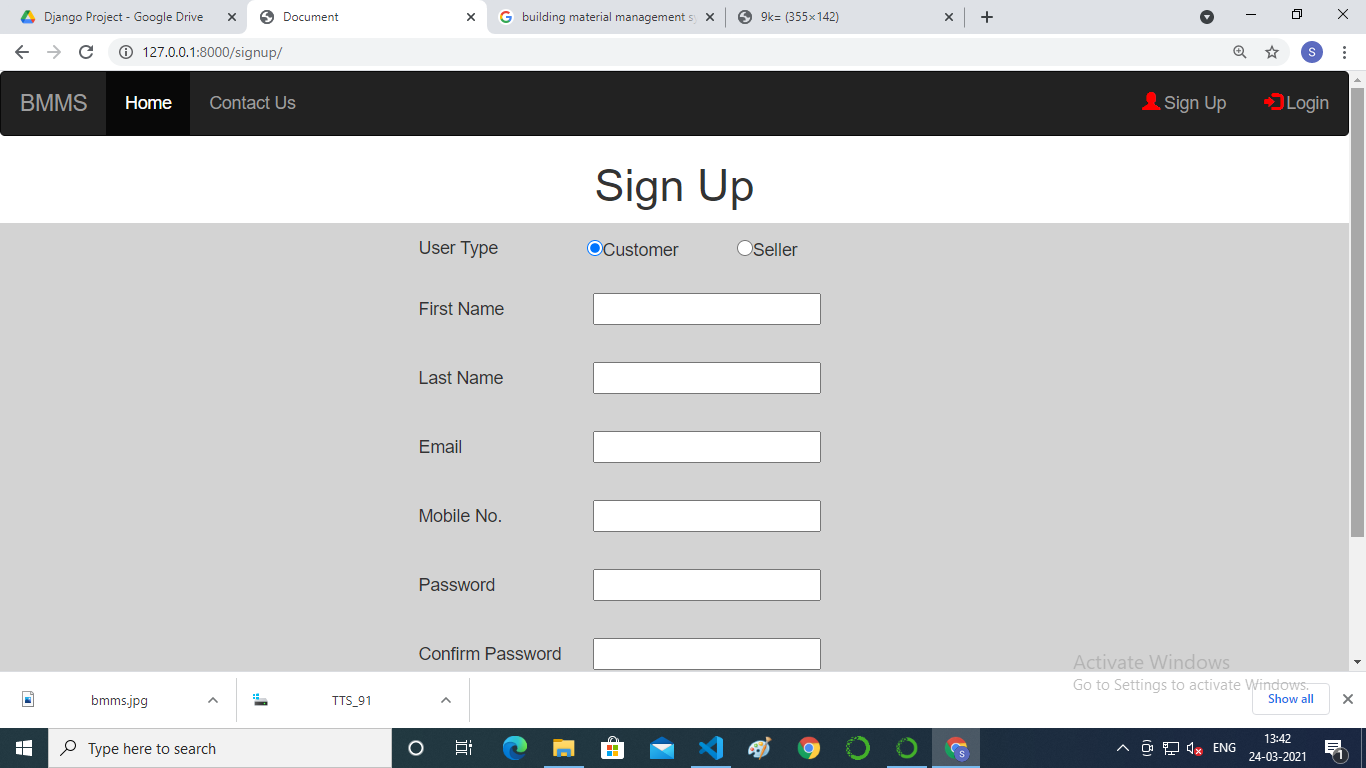 Django Project - Google Drive
Document
building material management sy
9k= (355×142)
127.0.0.1:8000/signup/
S
BMMS
Home
Contact Us
Sign Up
Login
Sign Up
User Type
Customer
Seller
First Name
Last Name
Email
Mobile No.
Password
Confirm Password
Activate Windows
Go to Settings to activate Windows.
bmms.jpg
TTS_91
Show all
Type here to search
S
ENG
13:42
24-03-2021
1